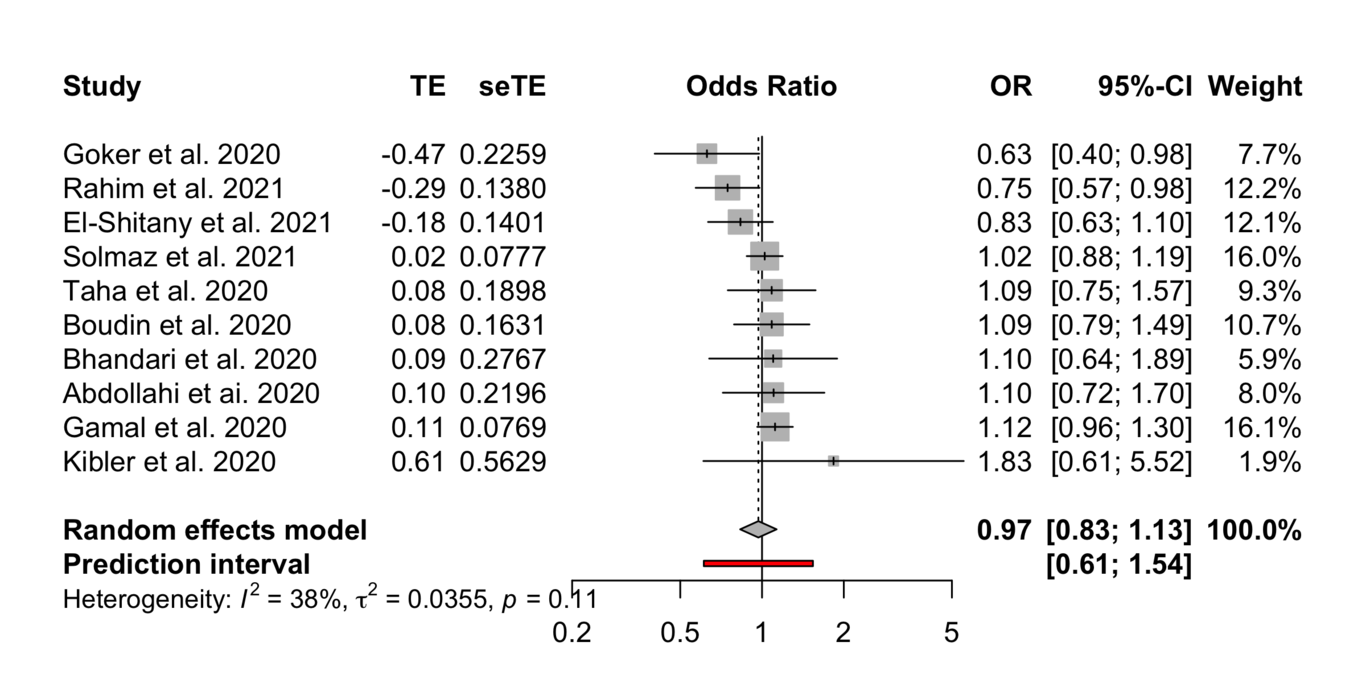 Study TE seTE Odds Ratio OR 95%-CI Weight
Goker et al. 2020 -0.47 0.2259 0.63 [0.40; 0.98] 7.7%
Rahim et al. 2021 -0.29 0.1380 0.75 [0.57; 0.98] 12.2%
El-Shitany et al. 2021 -0.18 0.1401 0.83 [0.63; 1.10] 12.1%
Solmaz et al. 2021 0.02 0.0777 1.02 [0.88; 1.19] 16.0%
Taha et al. 2020 0.08 0.1898 1.09 [0.75; 1.57] 9.3%
Boudin et al. 2020 0.08 0.1631 1.09 [0.79; 1.49] 10.7%
Bhandari et al. 2020 0.09 0.2767 1.10 [0.64; 1.89] 5.9%
Abdollahi et ai. 2020 0.10 0.2196 1.10 [0.72; 1.70] 8.0%
Gamal et al. 2020 0.11 0.0769 1.12 [0.96; 1.30] 16.1%
Kibler et al. 2020 0.61 0.5629 1.83 [0.61; 5.52] 1.9%
Random effects model 0.97 [0.83; 1.13] 100.0%
Prediction interval [0.61; 1.54]
Heterogeneity: I² = 38%, τ² = 0.0355, p = 0.11
0.2 0.5 1 2 5